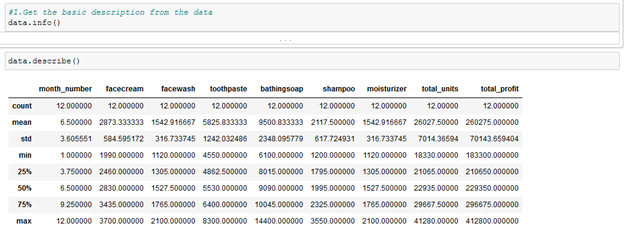 #1.Get the basic description from the data
data.info()
...
data.describe()
month_number facecream facewash toothpaste bathingsoap shampoo moisturizer total_units total_profit
count 12.000000 12.000000 12.000000 12.000000 12.000000 12.000000 12.000000 12.00000 12.000000
mean 6.500000 2873.333333 1542.916667 5825.833333 9500.833333 2117.500000 1542.916667 26027.50000 260275.000000
std 3.605551 584.595172 316.733745 1242.032486 2348.095779 617.724931 316.733745 7014.36594 70143.659404
min 1.000000 1990.000000 1120.000000 4550.000000 6100.000000 1200.000000 1120.000000 18330.00000 183300.000000
25% 3.750000 2460.000000 1305.000000 4862.500000 8015.000000 1795.000000 1305.000000 21065.00000 210650.000000
50% 6.500000 2830.000000 1527.500000 5530.000000 9090.000000 1995.000000 1527.500000 22935.00000 229350.000000
75% 9.250000 3435.000000 1765.000000 6400.000000 10045.000000 2325.000000 1765.000000 29667.50000 296675.000000
max 12.000000 3700.000000 2100.000000 8300.000000 14400.000000 3550.000000 2100.000000 41280.00000 412800.000000